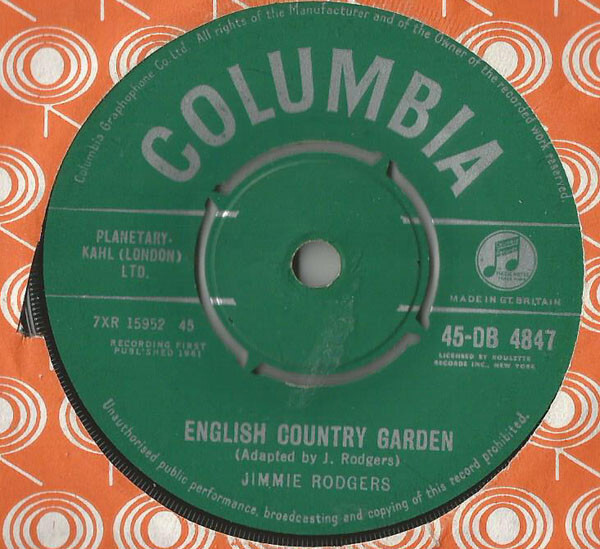 Columbia Graphophone Co Ltd. All rights of the Manufacturer and of the Owner of the recorded work reserved.
COLUMBIA
PLANETARY-
KAHL (LONDON)
LTD.
MADE IN GT. BRITAIN
7XR 15952 45
RECORDING FIRST
PUBLISHED 1961
45-DB 4847
LICENSED BY ROULETTE
RECORDS INC., NEW YORK
ENGLISH COUNTRY GARDEN
(Adapted by J. Rodgers)
JIMMIE RODGERS
Unauthorised public performance, broadcasting and copying of this record prohibited.